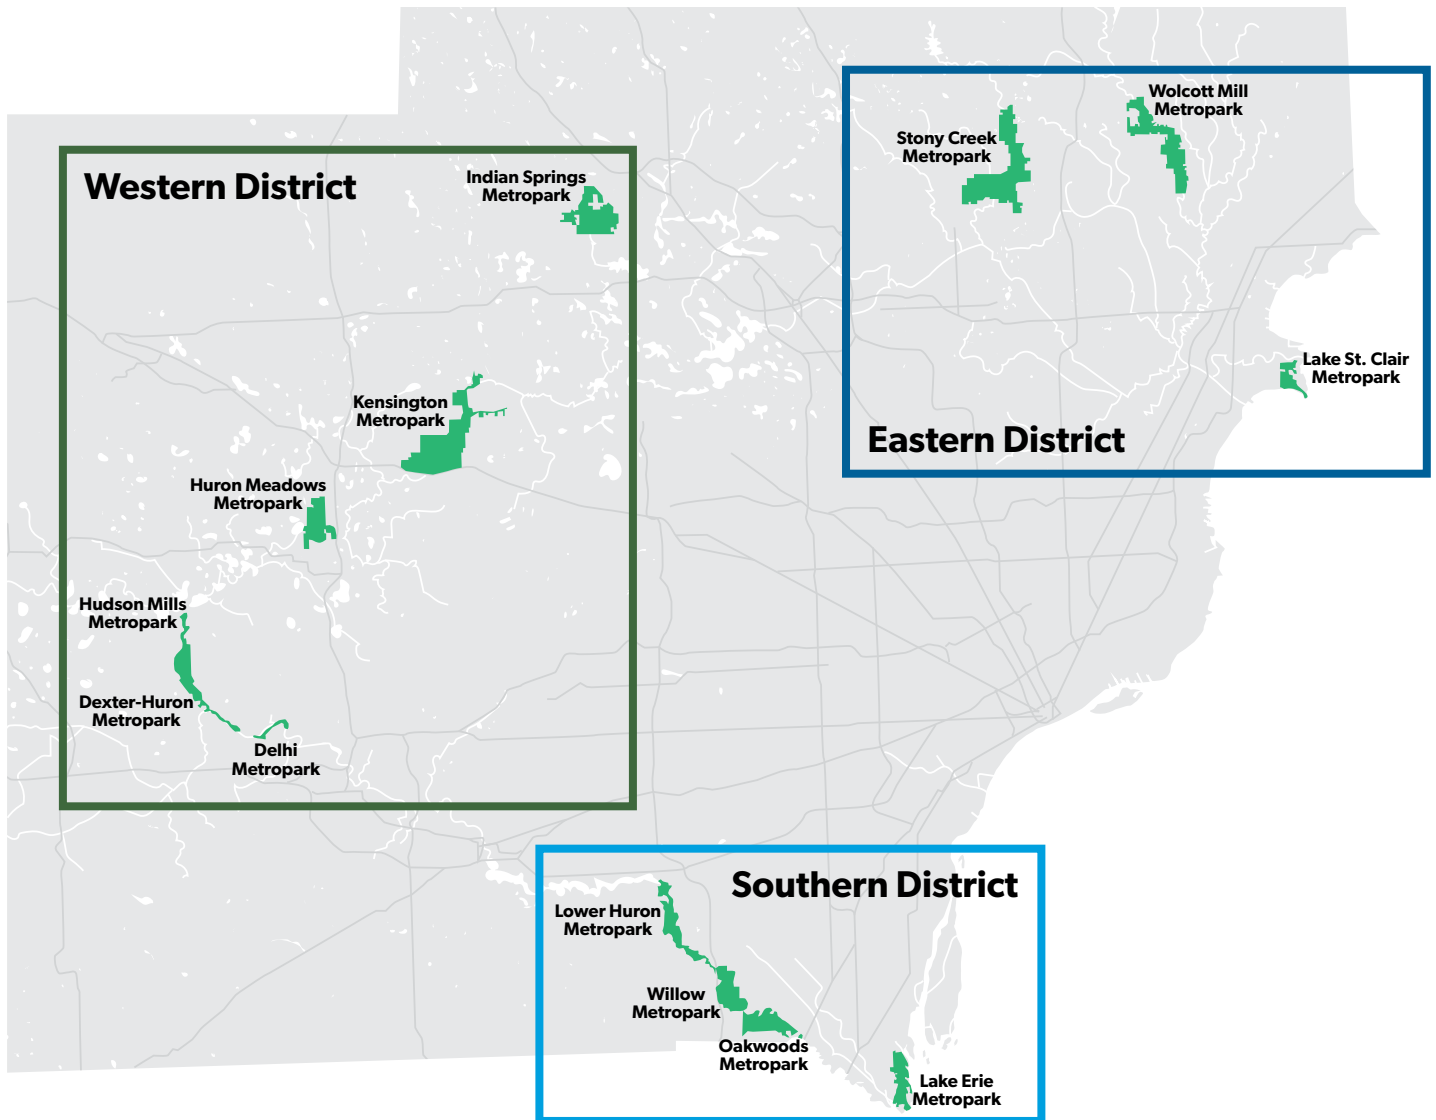 Wolcott Mill
Metropark
Stony Creek
Metropark
Western District
Indian Springs
Metropark
Lake St. Clair
Metropark
Kensington
Metropark
Eastern District
Huron Meadows
Metropark
Hudson Mills
Metropark
Dexter-Huron
Metropark
Delhi
Metropark
Southern District
Lower Huron
Metropark
Willow
Metropark
Oakwoods
Metropark
Lake Erie
Metropark